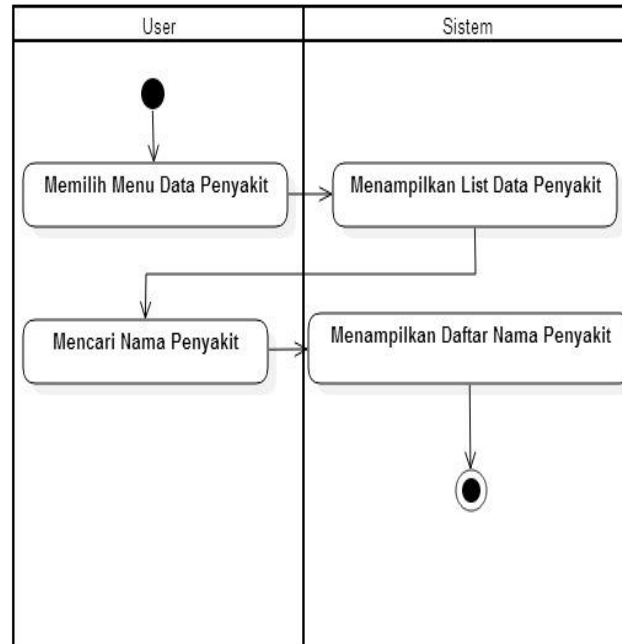 User
Sistem
Memilih Menu Data Penyakit
Menampilkan List Data Penyakit
Mencari Nama Penyakit
Menampilkan Daftar Nama Penyakit